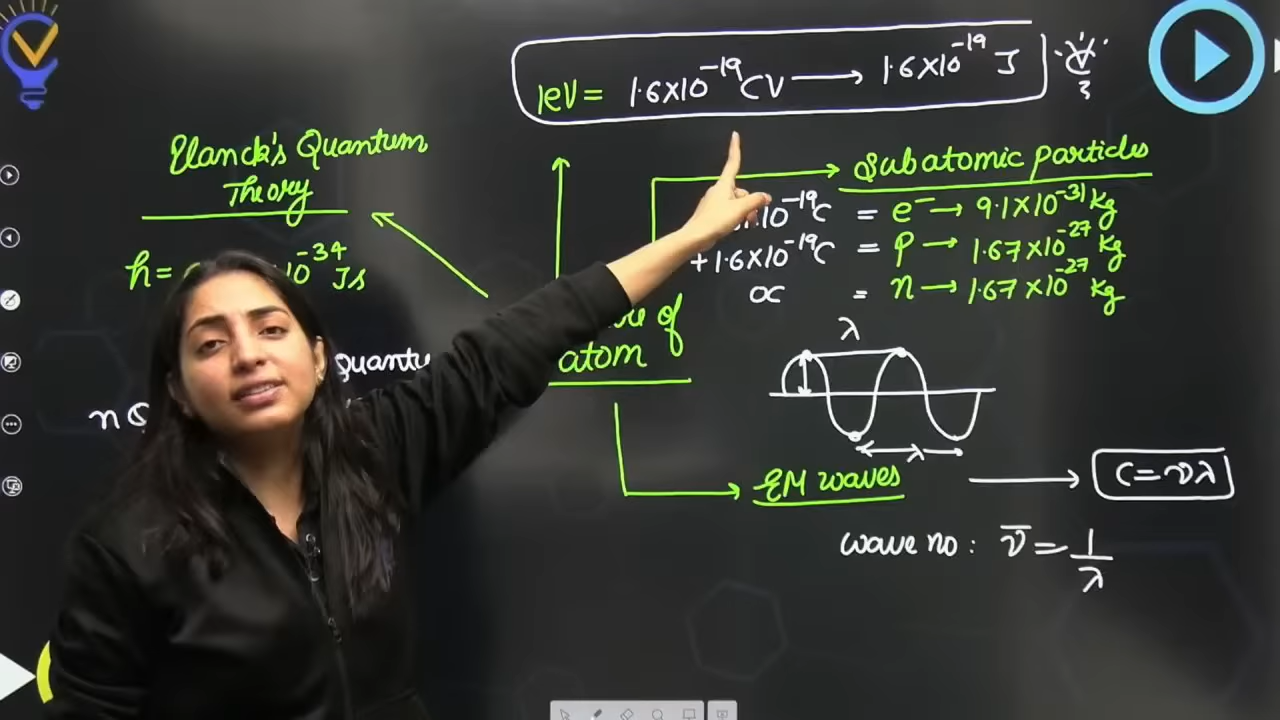 1eV = 1.6×10⁻¹⁹ CV → 1.6×10⁻¹⁹ J
Planck's Quantum
Theory
h= 10⁻³⁴ Js
Subatomic particles
10⁻¹⁹C = e⁻ → 9.1×10⁻³¹ Kg
+1.6×10⁻¹⁹C = p → 1.67×10⁻²⁷ Kg
0C = n → 1.67×10⁻²⁷ Kg
of
atom
quantu
n
λ
λ
EM waves → C=νλ
wave no: ν̅ = 1/λ